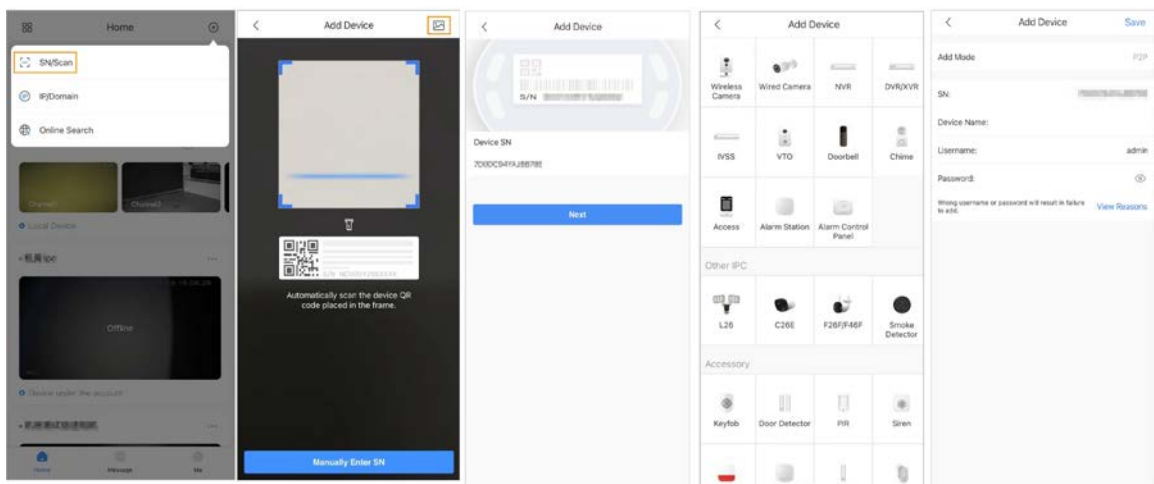 Home
SN/Scan
IP/Domain
Online Search
Channel1
Channel2
Local Device
Offline
Device under the account
Home
Message
Me
Add Device
Automatically scan the device QR
code placed in the frame.
Manually Enter SN
Add Device
S/N
Device SN
Next
Add Device
Wireless
Camera
Wired Camera
NVR
DVR/XVR
IVSS
VTO
Doorbell
Chime
Access
Alarm Station
Alarm Control
Panel
Other IPC
L26
C26E
F26F/F46F
Smoke
Detector
Accessory
Keyfob
Door Detector
PIR
Siren
Add Device
Save
Add Mode
P2P
SN:
Device Name:
Username:
admin
Password:
Wrong username or password will result in failure
to add.
View Reasons